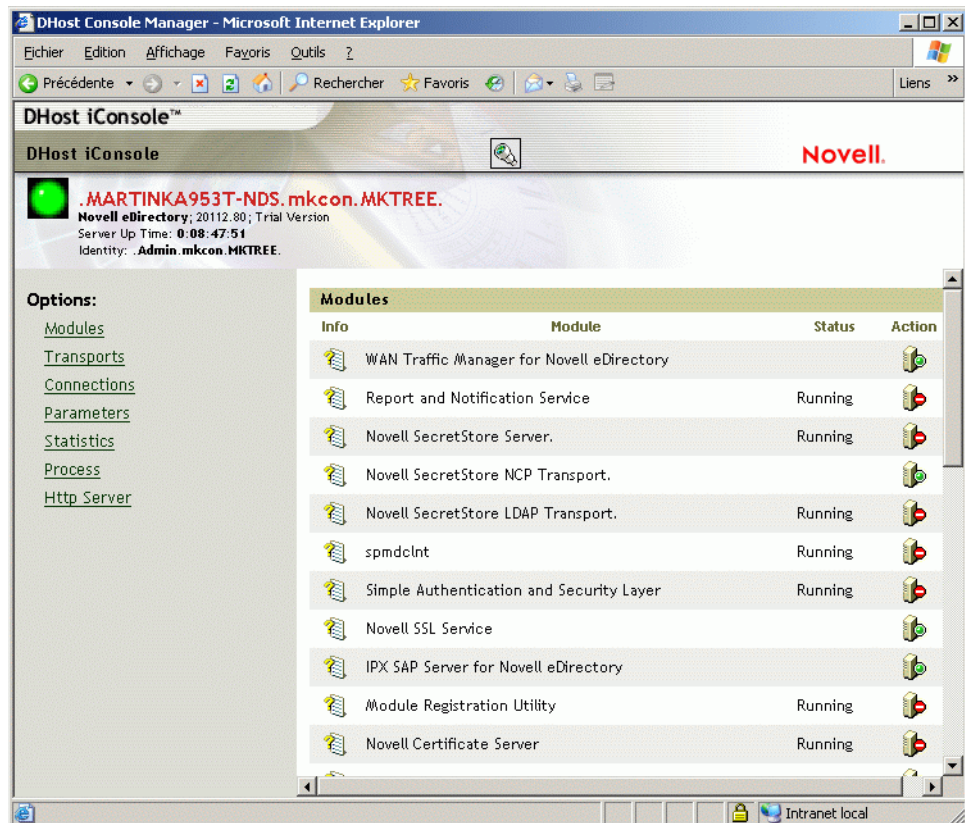 DHost Console Manager - Microsoft Internet Explorer
Fichier Edition Affichage Favoris Outils ?
Précédente Rechercher Favoris Liens »
DHost iConsole™
DHost iConsole Novell.
.MARTINKA953T-NDS.mkcon.MKTREE.
Novell eDirectory; 20112.80; Trial Version
Server Up Time: 0:08:47:51
Identity: .Admin.mkcon.MKTREE.
Options:
Modules
Transports
Connections
Parameters
Statistics
Process
Http Server
Modules
Info Module Status Action
WAN Traffic Manager for Novell eDirectory
Report and Notification Service Running
Novell SecretStore Server. Running
Novell SecretStore NCP Transport.
Novell SecretStore LDAP Transport. Running
spmdclnt Running
Simple Authentication and Security Layer Running
Novell SSL Service
IPX SAP Server for Novell eDirectory
Module Registration Utility Running
Novell Certificate Server Running
Intranet local